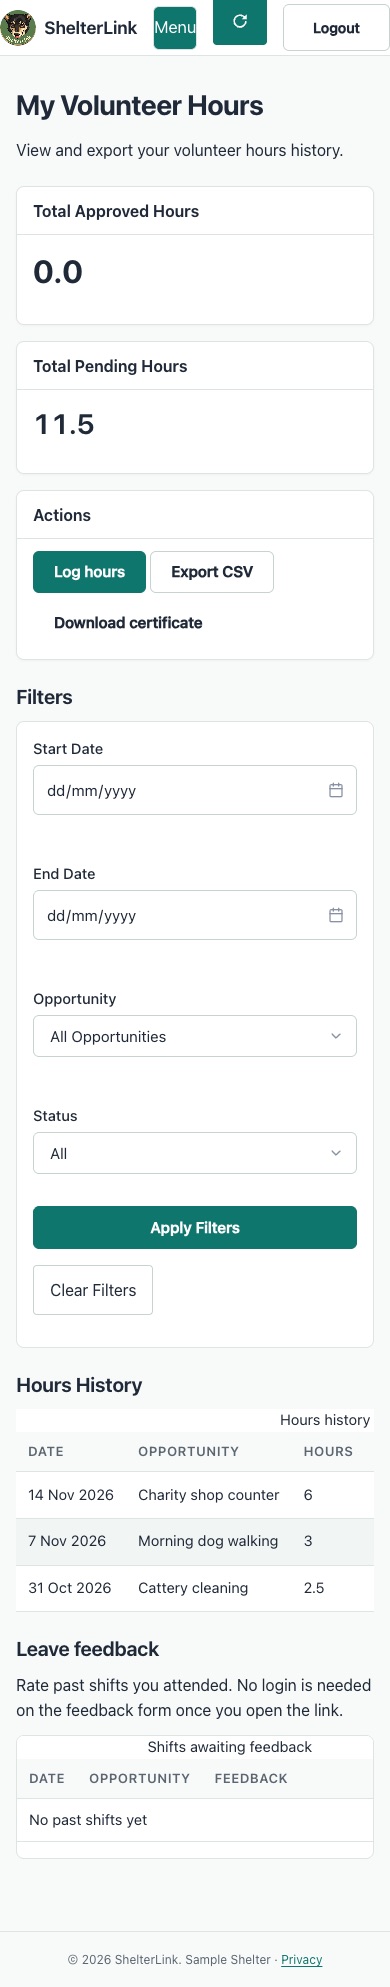 ShelterLink Menu Logout
My Volunteer Hours
View and export your volunteer hours history.
Total Approved Hours
0.0
Total Pending Hours
11.5
Actions
Log hours Export CSV
Download certificate
Filters
Start Date
dd/mm/yyyy
End Date
dd/mm/yyyy
Opportunity
All Opportunities
Status
All
Apply Filters
Clear Filters
Hours History
Hours history
DATE OPPORTUNITY HOURS
14 Nov 2026 Charity shop counter 6
7 Nov 2026 Morning dog walking 3
31 Oct 2026 Cattery cleaning 2.5
Leave feedback
Rate past shifts you attended. No login is needed
on the feedback form once you open the link.
Shifts awaiting feedback
DATE OPPORTUNITY FEEDBACK
No past shifts yet
© 2026 ShelterLink. Sample Shelter · Privacy